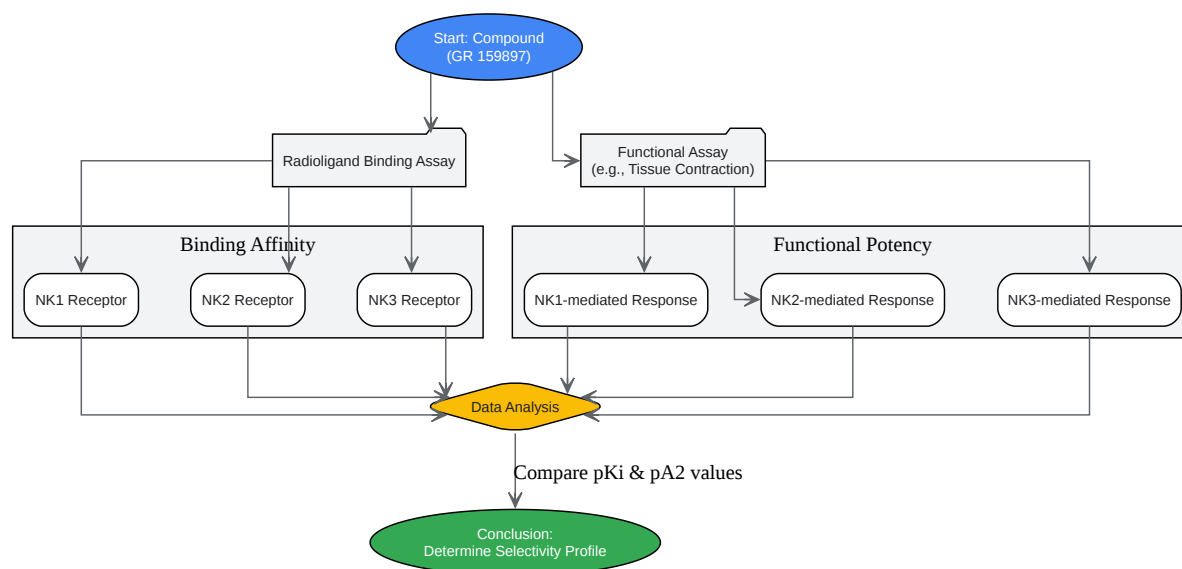 Start: Compound
(GR 159897)
Radioligand Binding Assay
Functional Assay
(e.g., Tissue Contraction)
Binding Affinity
Functional Potency
NK1 Receptor
NK2 Receptor
NK3 Receptor
NK1-mediated Response
NK2-mediated Response
NK3-mediated Response
Data Analysis
Compare pKi & pA2 values
Conclusion:
Determine Selectivity Profile